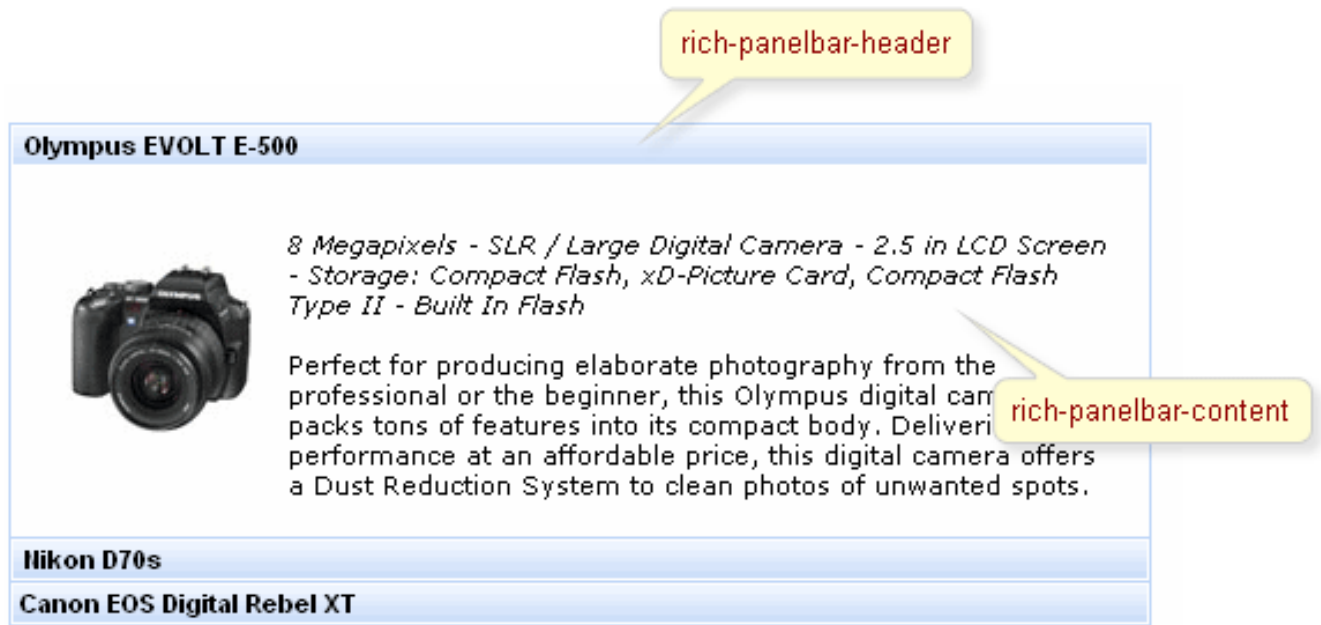 rich-panelbar-header
Olympus EVOLT E-500
8 Megapixels - SLR / Large Digital Camera - 2.5 in LCD Screen
- Storage: Compact Flash, xD-Picture Card, Compact Flash
Type II - Built In Flash
Perfect for producing elaborate photography from the
professional or the beginner, this Olympus digital
packs tons of features into its compact body.
rich-panelbar-content
performance at an affordable price, this digital camera offers
a Dust Reduction System to clean photos of unwanted spots.
Nikon D70s
Canon EOS Digital Rebel XT